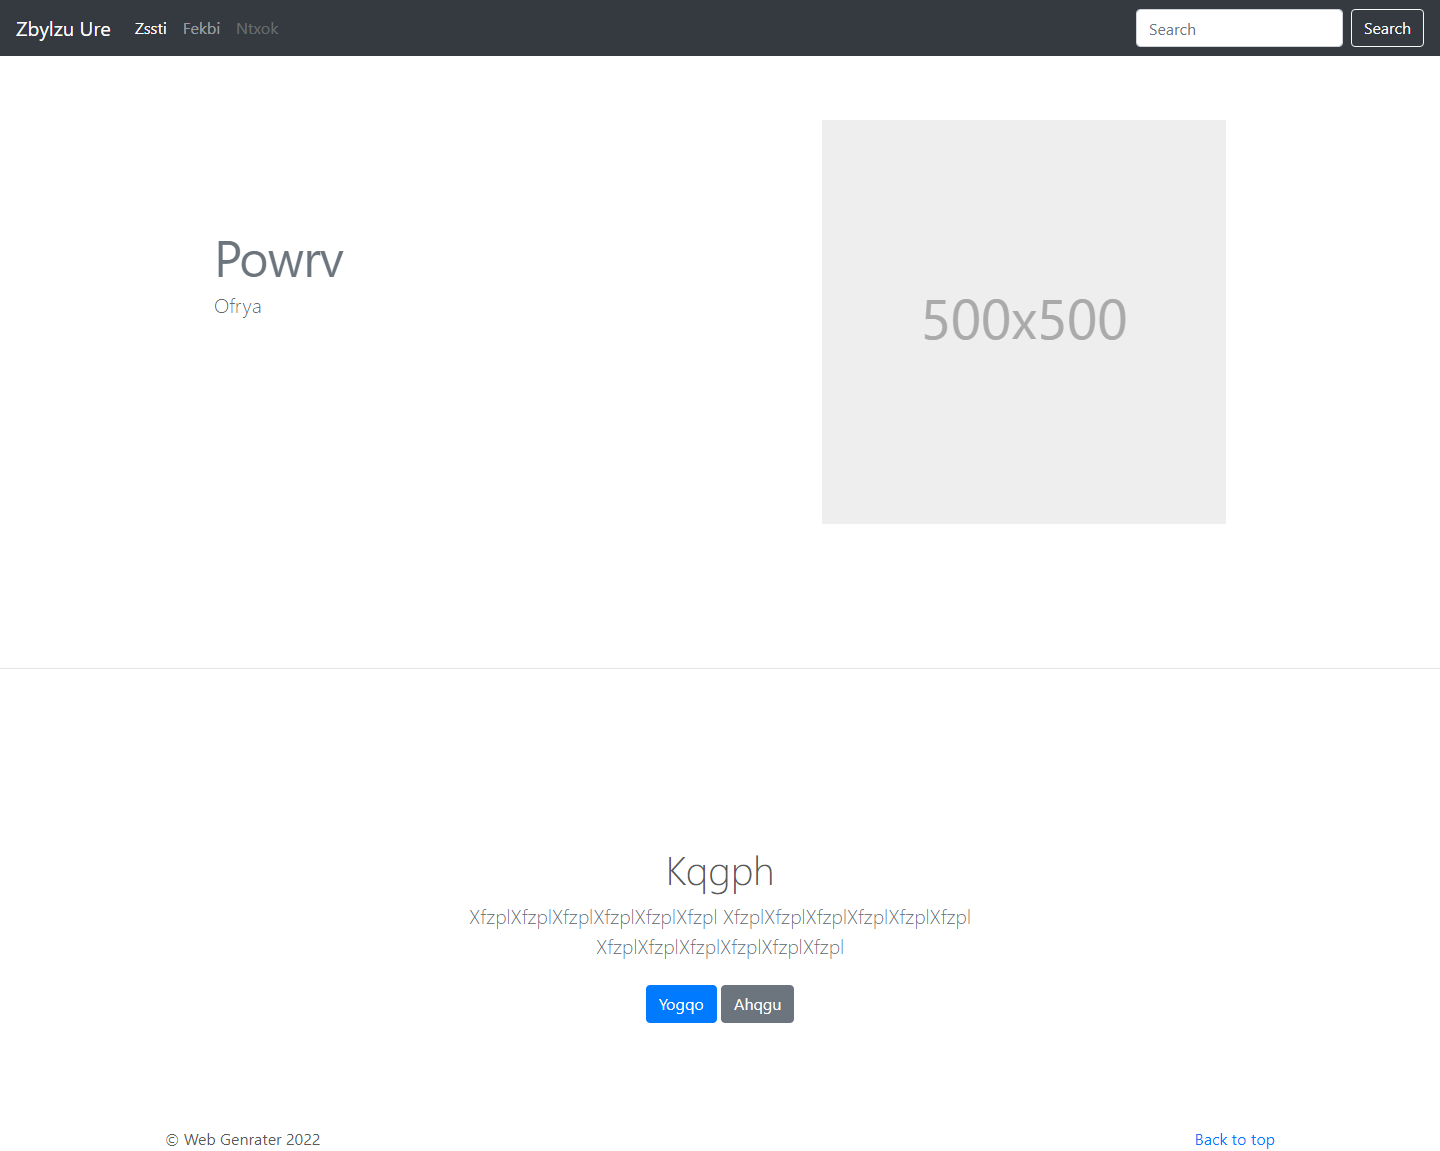 Zbylzu Ure Zssti Fekbi Ntxok Search Search
Powrv
Ofrya
500x500
Kqgph
XfzplXfzplXfzplXfzplXfzplXfzpl XfzplXfzplXfzplXfzplXfzplXfzpl
XfzplXfzplXfzplXfzplXfzplXfzpl
Yogqo Ahqgu
© Web Genrater 2022 Back to top